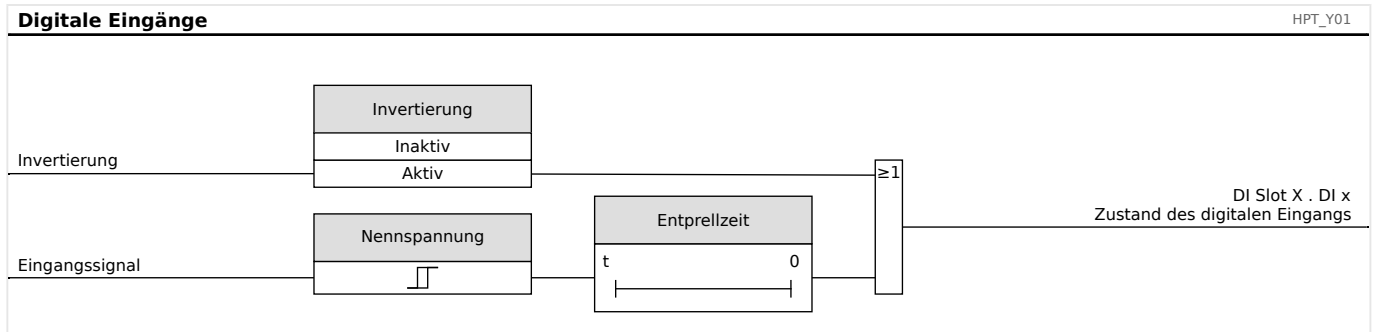 Digitale Eingänge
HPT_Y01
Invertierung
Inaktiv
Invertierung
Aktiv
≥1
DI Slot X . DI x
Zustand des digitalen Eingangs
Entprellzeit
Nennspannung
Eingangssignal
t 0